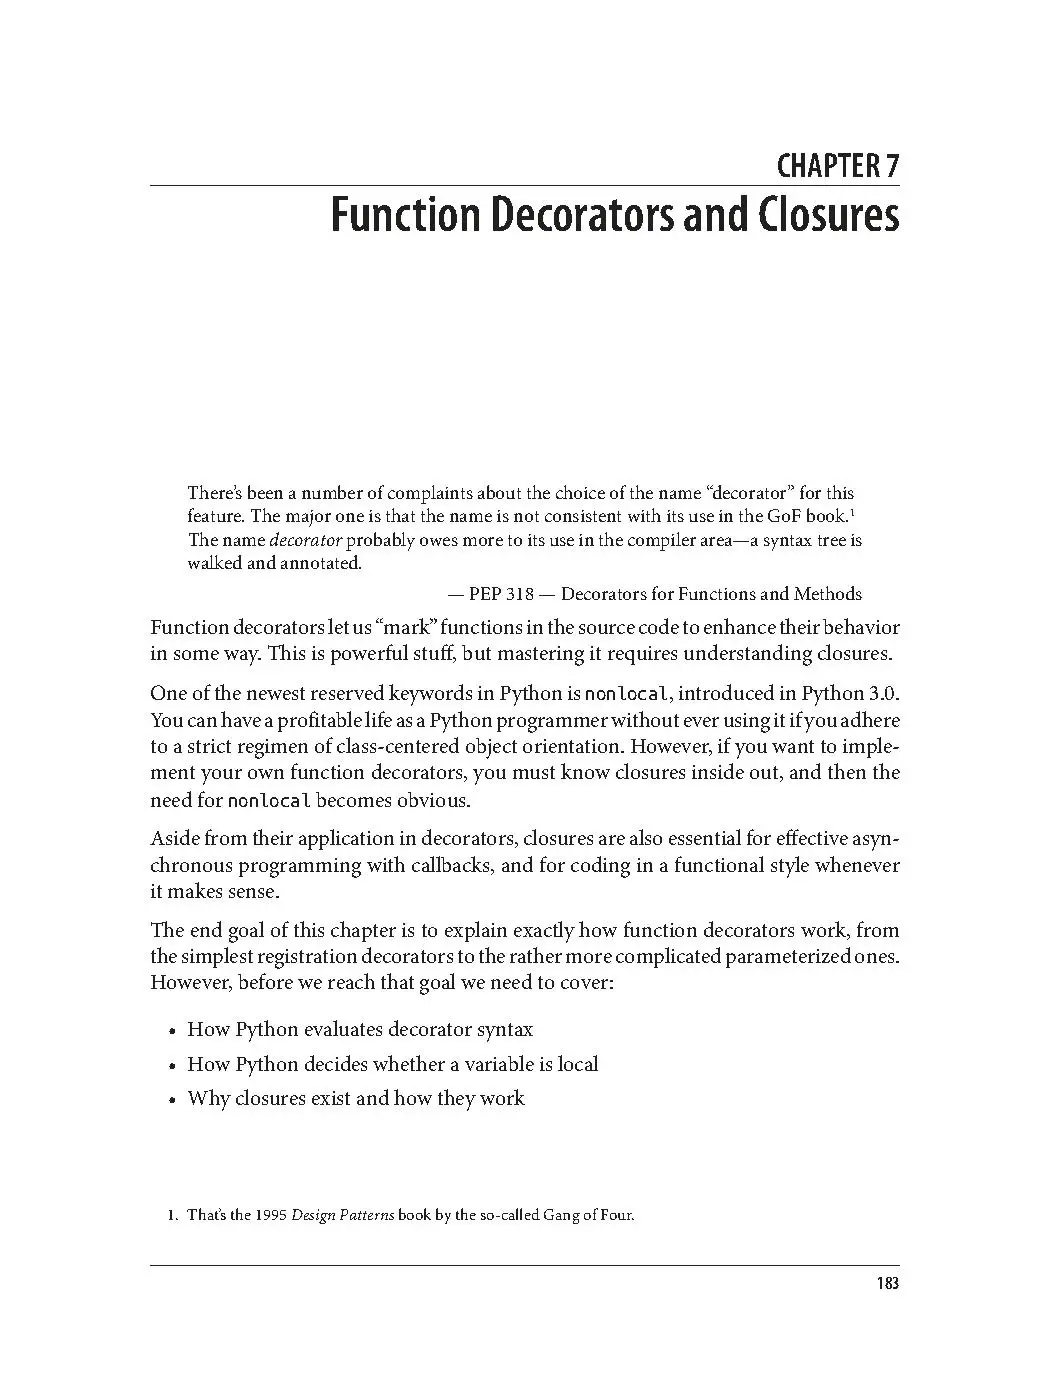 CHAPTER 7
Function Decorators and Closures
There’s been a number of complaints about the choice of the name “decorator” for this
feature. The major one is that the name is not consistent with its use in the GoF book.¹
The name decorator probably owes more to its use in the compiler area—a syntax tree is
walked and annotated.
— PEP 318 — Decorators for Functions and Methods
Function decorators let us “mark” functions in the source code to enhance their behavior
in some way. This is powerful stuff, but mastering it requires understanding closures.
One of the newest reserved keywords in Python is nonlocal, introduced in Python 3.0.
You can have a profitable life as a Python programmer without ever using it if you adhere
to a strict regimen of class-centered object orientation. However, if you want to imple-
ment your own function decorators, you must know closures inside out, and then the
need for nonlocal becomes obvious.
Aside from their application in decorators, closures are also essential for effective asyn-
chronous programming with callbacks, and for coding in a functional style whenever
it makes sense.
The end goal of this chapter is to explain exactly how function decorators work, from
the simplest registration decorators to the rather more complicated parameterized ones.
However, before we reach that goal we need to cover:
• How Python evaluates decorator syntax
• How Python decides whether a variable is local
• Why closures exist and how they work
1. That’s the 1995 Design Patterns book by the so-called Gang of Four.
183